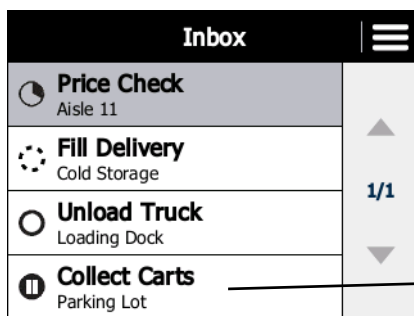 Inbox
Price Check
Aisle 11
Fill Delivery
Cold Storage
1/1
Unload Truck
Loading Dock
Collect Carts
Parking Lot